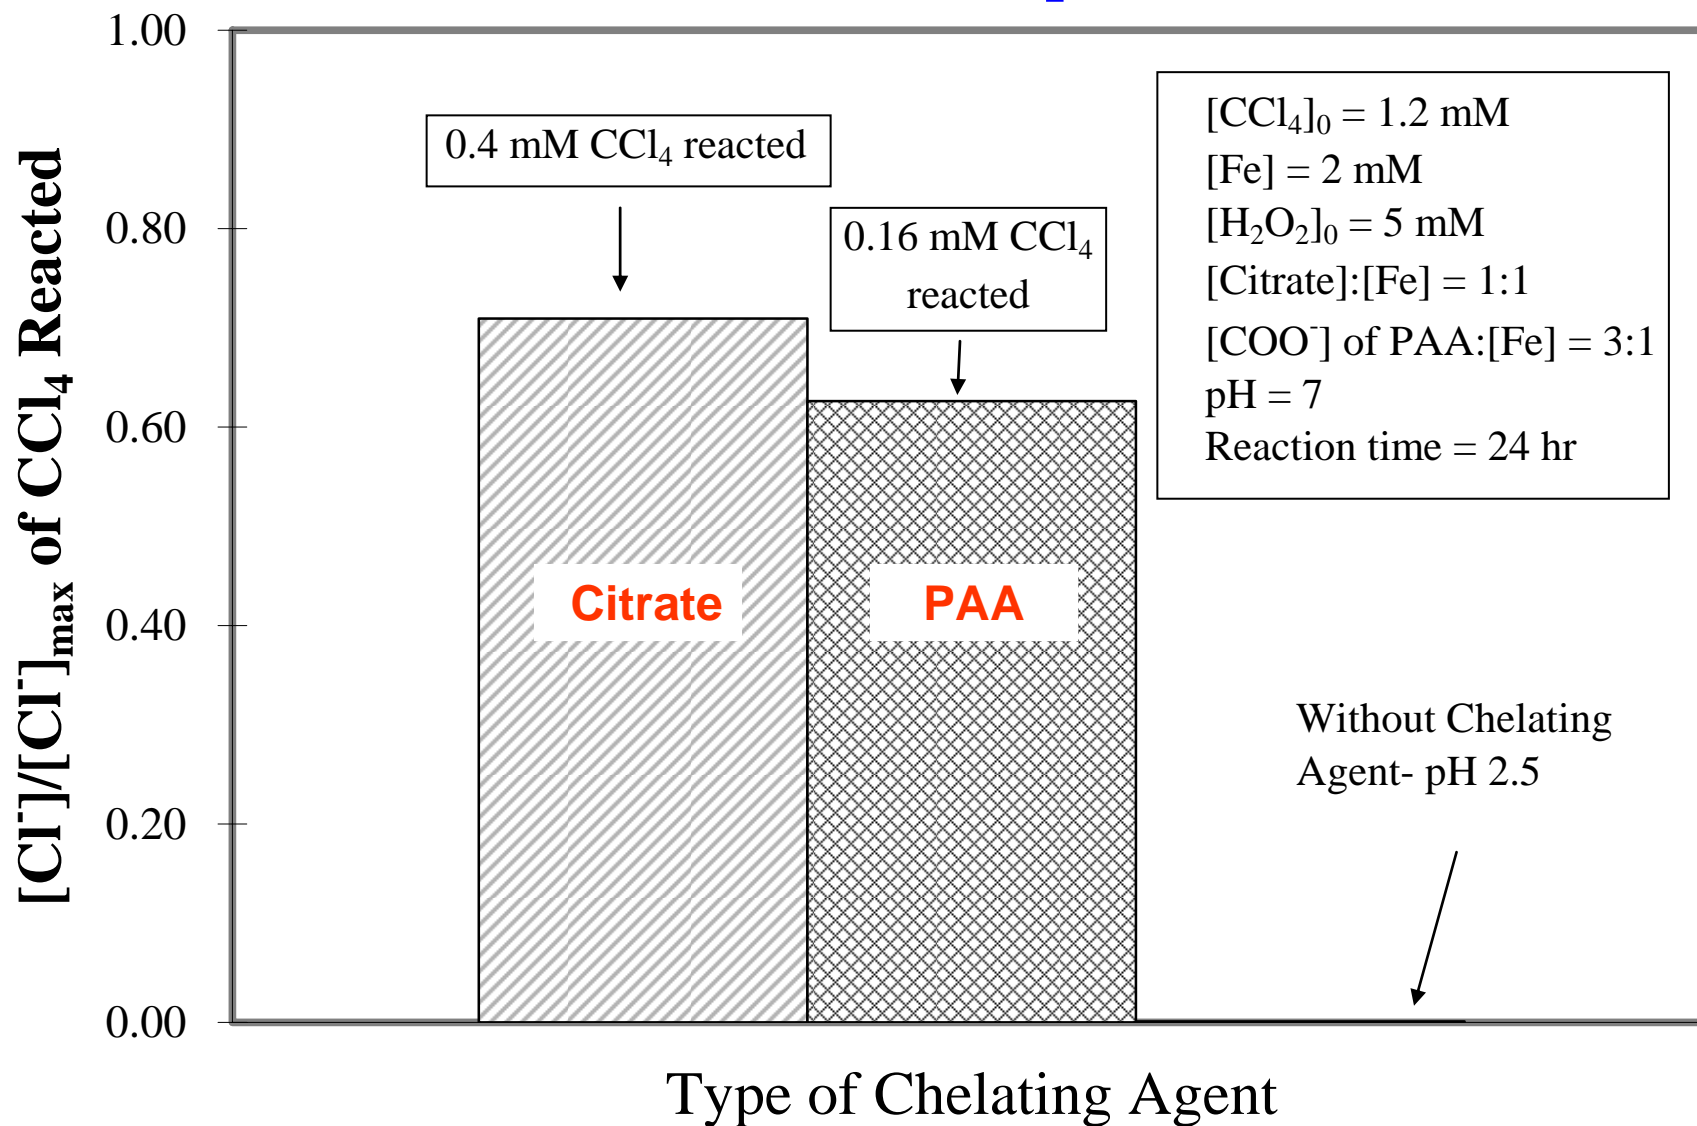 1.00
0.80
0.60
0.40
0.20
0.00
[Cl⁻]/[Cl⁻]max of CCl₄ Reacted
0.4 mM CCl₄ reacted
0.16 mM CCl₄
reacted
[CCl₄]₀ = 1.2 mM
[Fe] = 2 mM
[H₂O₂]₀ = 5 mM
[Citrate]:[Fe] = 1:1
[COO⁻] of PAA:[Fe] = 3:1
pH = 7
Reaction time = 24 hr
Citrate
PAA
Without Chelating
Agent- pH 2.5
Type of Chelating Agent